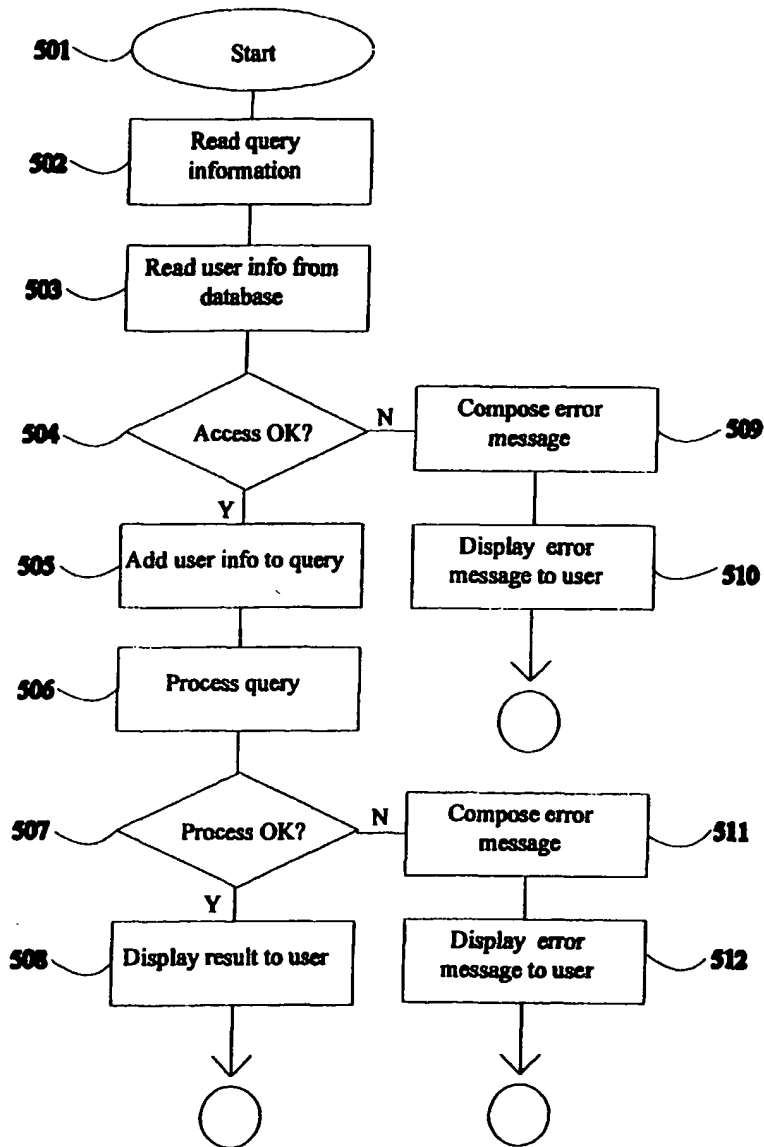 501
Start
502
Read query
information
503
Read user info from
database
504
Access OK?
N
Compose error
message
509
Y
505
Add user info to query
Display error
message to user
510
506
Process query
507
Process OK?
N
Compose error
message
511
Y
508
Display result to user
Display error
message to user
512